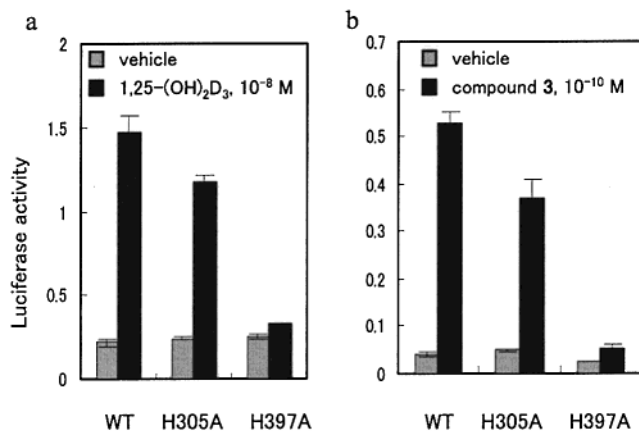 a
2
vehicle
1,25-(OH)₂D₃, 10⁻⁸ M
1.5
1
0.5
0
Luciferase activity
WT H305A H397A
b
0.7
vehicle
compound 3, 10⁻¹⁰ M
0.6
0.5
0.4
0.3
0.2
0.1
0
WT H305A H397A